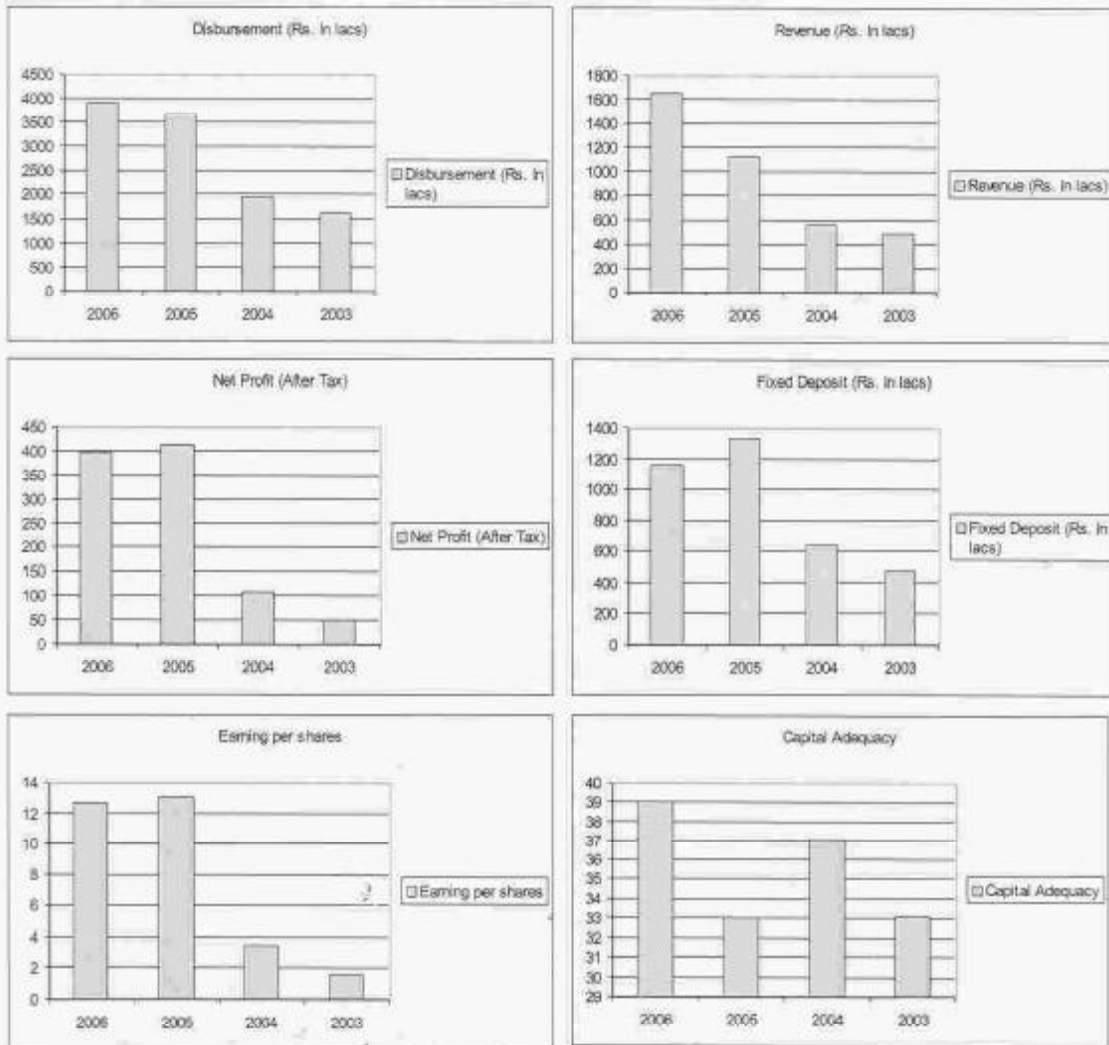 Disbursement (Rs. In lacs)
4500
4000
3500
3000
2500
2000
1500
1000
500
0
2006 2005 2004 2003
Disbursement (Rs. In
lacs)
Revenue (Rs. In lacs)
1800
1600
1400
1200
1000
800
600
400
200
0
2006 2005 2004 2003
Revenue (Rs. In lacs)
Net Profit (After Tax)
450
400
350
300
250
200
150
100
50
0
2006 2005 2004 2003
Net Profit (After Tax)
Fixed Deposit (Rs. In lacs)
1400
1200
1000
800
600
400
200
0
2006 2005 2004 2003
Fixed Deposit (Rs. In
lacs)
Earning per shares
14
12
10
8
6
4
2
0
2006 2005 2004 2003
Earning per shares
Capital Adequacy
40
39
38
37
36
35
34
33
32
31
30
29
2006 2005 2004 2003
Capital Adequacy